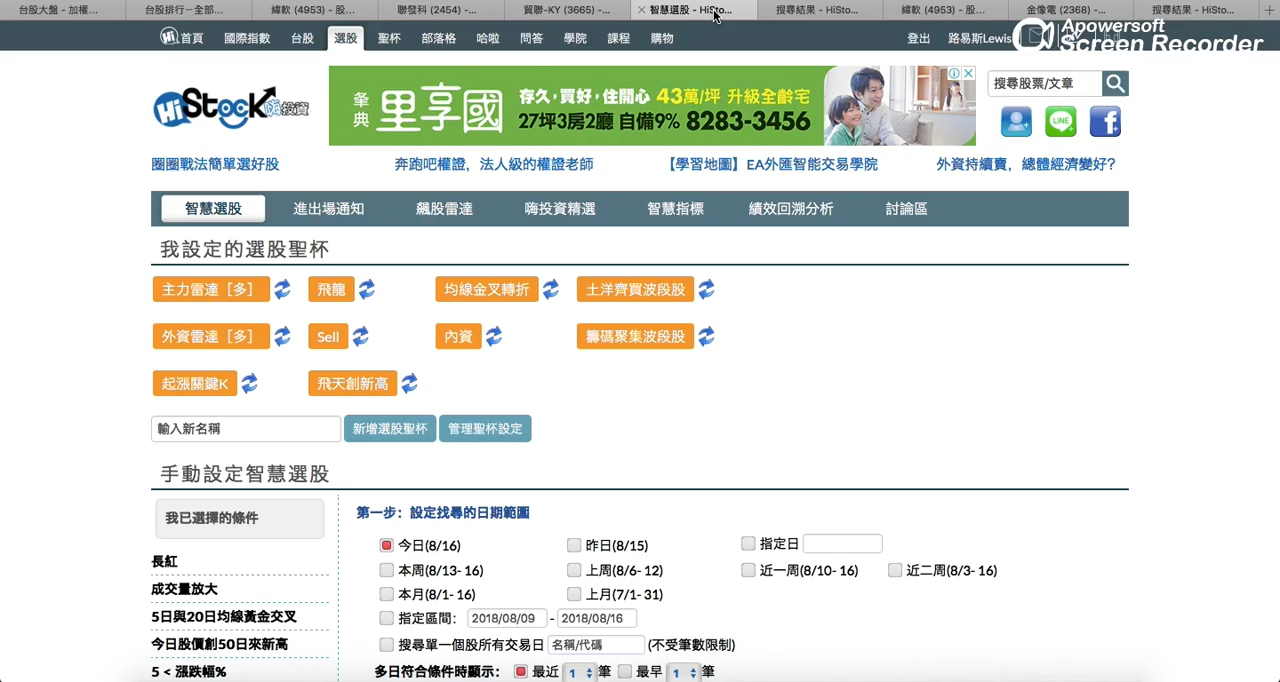 台股大盤 - 加權...
台股排行－全部...
緯軟 (4953) - 股...
聯發科 (2454) -...
貿聯-KY (3665) -...
智慧選股 - HiSto...
搜尋結果 - HiSto...
緯軟 (4953) - 股...
金像電 (2368) -...
搜尋結果 - HiSto...
Hi 首頁 國際指數 台股 選股 聖杯 部落格 哈啦 問答 學院 課程 購物 登出 路易斯Lewis
Apowersoft
Screen Recorder
HiStock 嗨投資
夆典 里享國 存久，買好，住開心 43萬/坪 升級全齡宅
27坪3房2廳 自備9% 8283-3456
搜尋股票/文章
LINE
f
圈圈戰法簡單選好股 奔跑吧權證，法人級的權證老師 【學習地圖】EA外匯智能交易學院 外資持續賣，總體經濟變好?
智慧選股 進出場通知 飆股雷達 嗨投資精選 智慧指標 績效回溯分析 討論區
我設定的選股聖杯
主力雷達［多］ 飛龍 均線金叉轉折 土洋齊買波段股
外資雷達［多］ Sell 內資 籌碼聚集波段股
起漲關鍵K 飛天創新高
輸入新名稱 新增選股聖杯 管理聖杯設定
手動設定智慧選股
我已選擇的條件
長紅
成交量放大
5日與20日均線黃金交叉
今日股價創50日來新高
5 < 漲跌幅%
第一步：設定找尋的日期範圍
今日(8/16) 昨日(8/15) 指定日
本周(8/13- 16) 上周(8/6- 12) 近一周(8/10- 16) 近二周(8/3- 16)
本月(8/1- 16) 上月(7/1- 31)
指定區間： 2018/08/09 - 2018/08/16
搜尋單一個股所有交易日 名稱/代碼 (不受筆數限制)
多日符合條件時顯示： 最近 1 筆 最早 1 筆